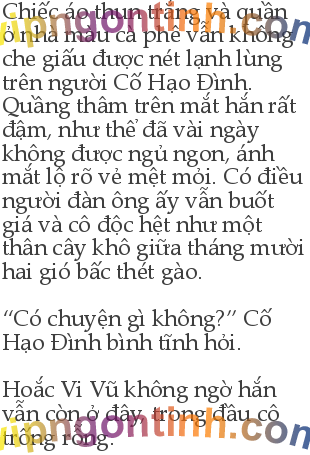 Chiếc áo thun trắng và quần
ở nhà màu cà phê vẫn không
che giấu được nét lạnh lùng
trên người Cố Hạo Đình.
Quầng thâm trên mắt hắn rất
đậm, như thể đã vài ngày
không được ngủ ngon, ánh
mắt lộ rõ vẻ mệt mỏi. Có điều
người đàn ông ấy vẫn buốt
giá và cô độc hệt như một
thân cây khô giữa tháng mười
hai gió bấc thét gào.
“Có chuyện gì không?” Cố
Hạo Đình bình tĩnh hỏi.
Hoắc Vi Vũ không ngờ hắn
vẫn còn ở đây, trong đầu cô
trống rỗng.
vipngontinh.com
vipngontinh.com